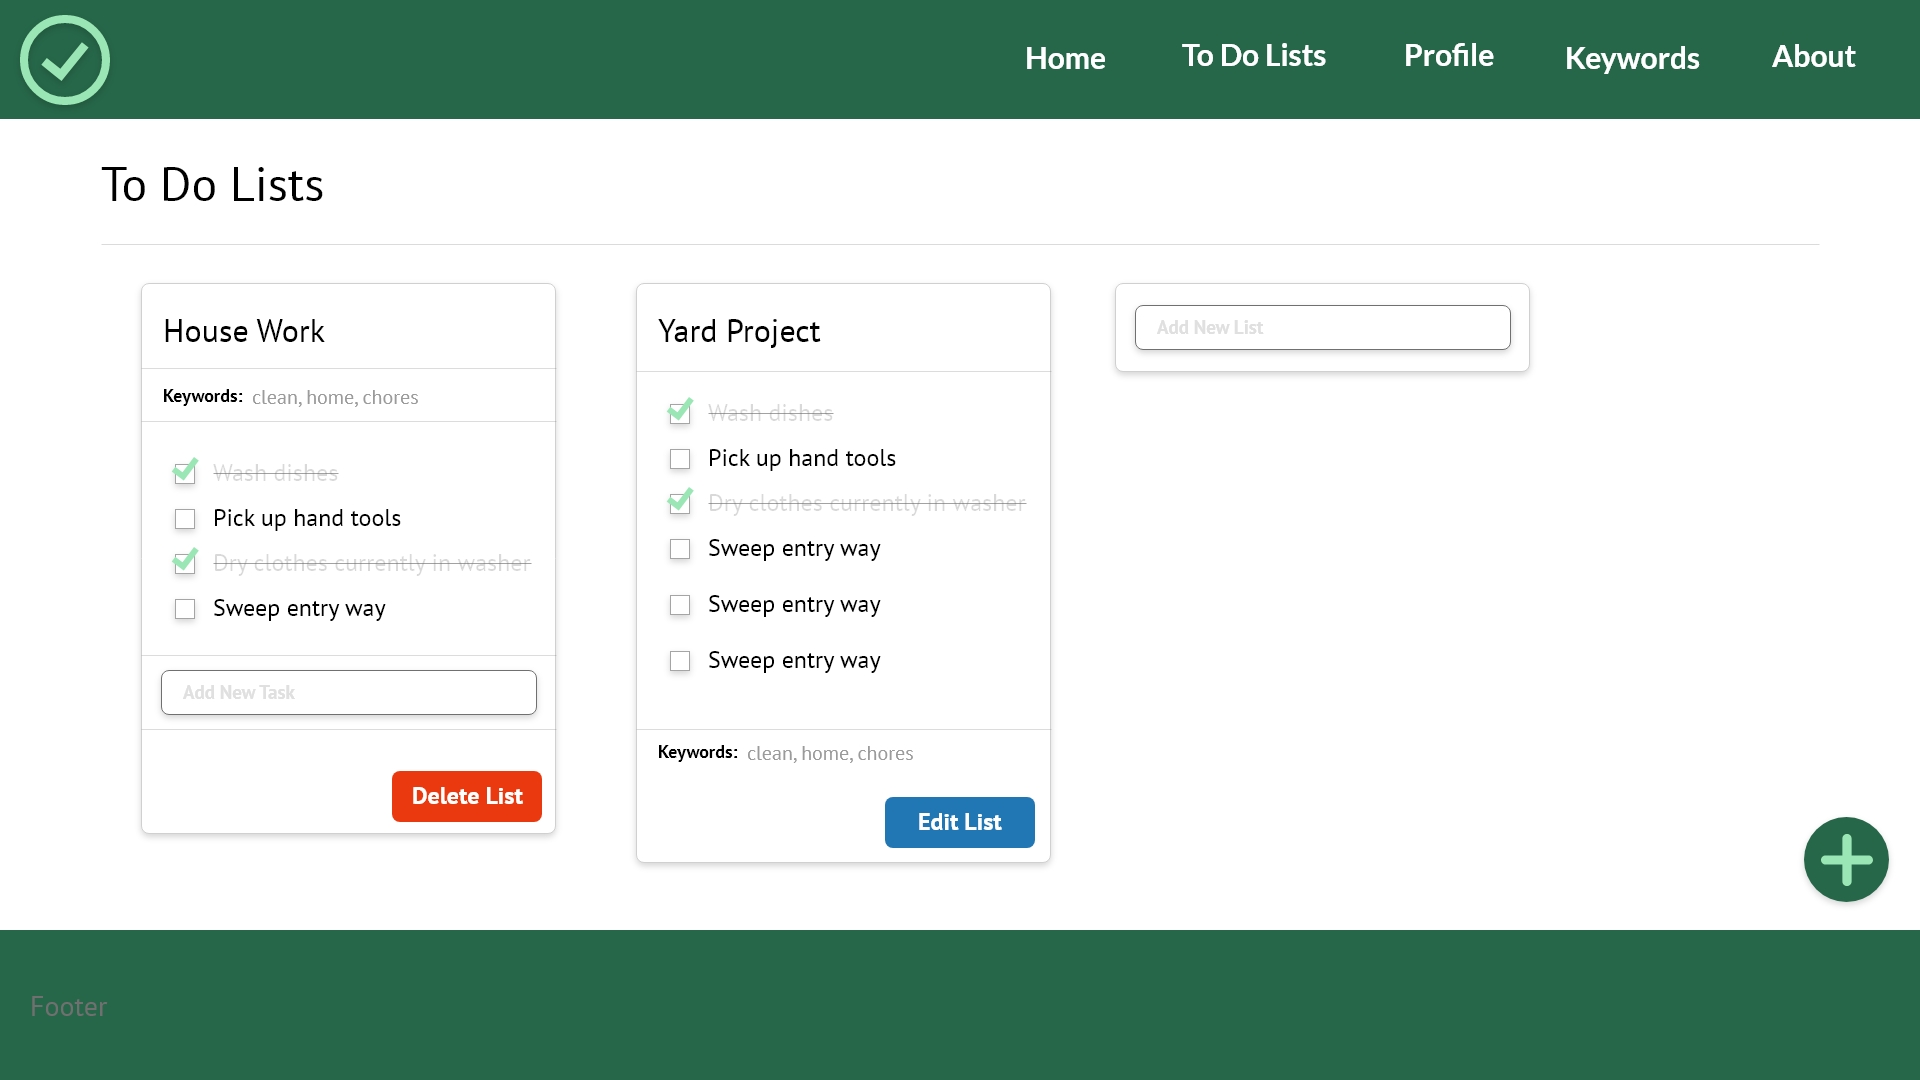 Home To Do Lists Profile Keywords About
To Do Lists
House Work
Keywords: clean, home, chores
Wash dishes
Pick up hand tools
Dry clothes currently in washer
Sweep entry way
Add New Task
Delete List
Yard Project
Wash dishes
Pick up hand tools
Dry clothes currently in washer
Sweep entry way
Sweep entry way
Sweep entry way
Keywords: clean, home, chores
Edit List
Add New List
Footer